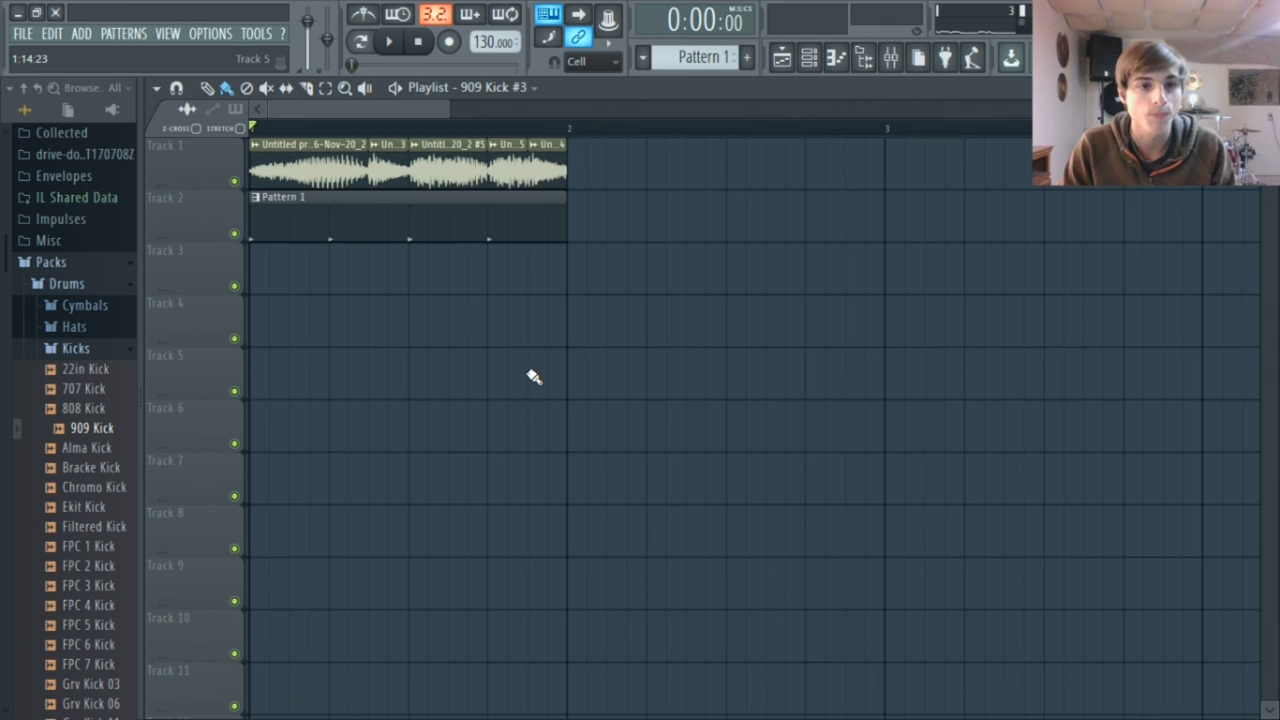 FILE EDIT ADD PATTERNS VIEW OPTIONS TOOLS ?
1:14:23 Track 5
3.2.
130.000
Cell
0:00:00
M:S:CS
Pattern 1
3
Browse.. All
Playlist - 909 Kick #3
Z-CROSS STRETCH
2
3
Collected
drive-do..T170708Z
Envelopes
IL Shared Data
Impulses
Misc
Packs
Drums
Cymbals
Hats
Kicks
22in Kick
707 Kick
808 Kick
909 Kick
Alma Kick
Bracke Kick
Chromo Kick
Ekit Kick
Filtered Kick
FPC 1 Kick
FPC 2 Kick
FPC 3 Kick
FPC 4 Kick
FPC 5 Kick
FPC 6 Kick
FPC 7 Kick
Grv Kick 03
Grv Kick 06
Track 1
Untitled pr..6-Nov-20_2 Un..3 Untitl..20_2 #5 Un..5 Un..4
Track 2
Pattern 1
Track 3
Track 4
Track 5
Track 6
Track 7
Track 8
Track 9
Track 10
Track 11